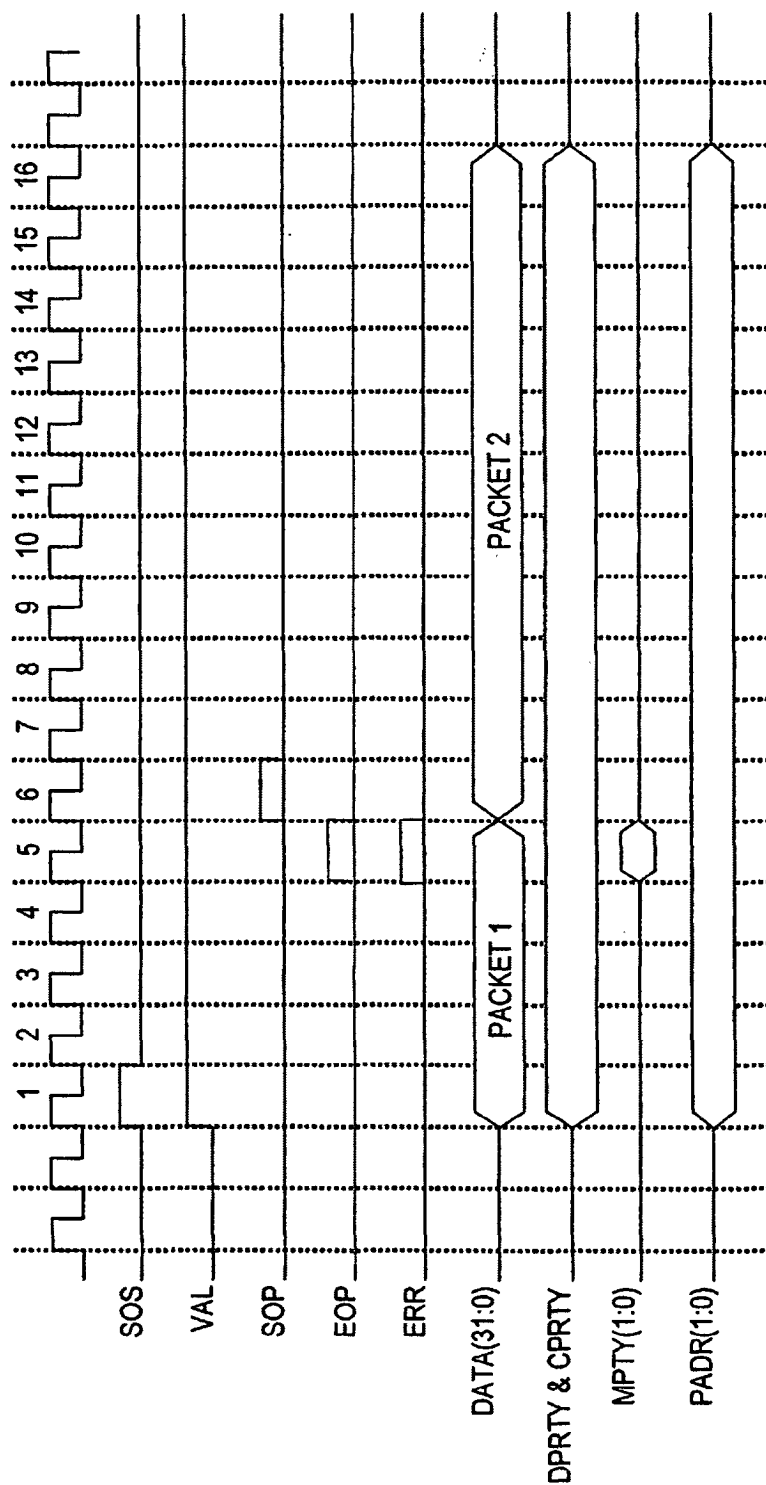 1 2 3 4 5 6 7 8 9 10 11 12 13 14 15 16
SOS
VAL
SOP
EOP
ERR
DATA(31:0)
PACKET 1
PACKET 2
DPRTY & CPRTY
MPTY(1:0)
PADR(1:0)